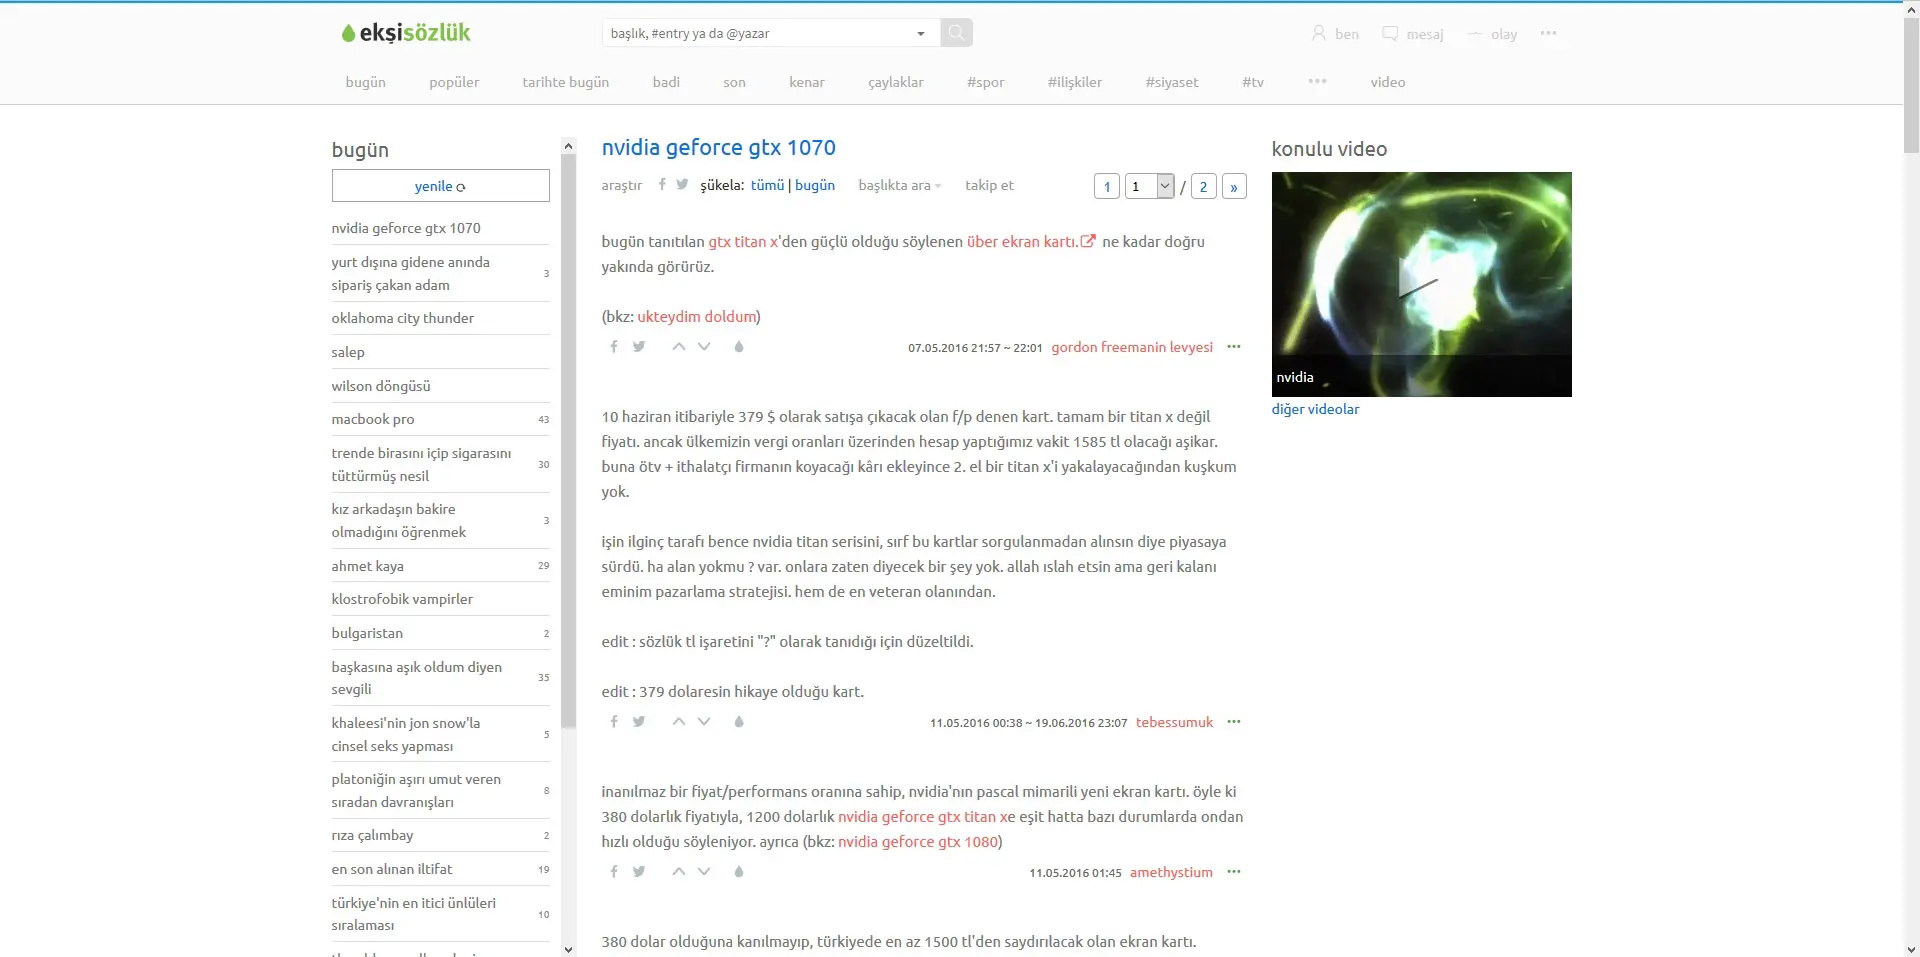 ekşisözlük
başlık, #entry ya da @yazar
ben
mesaj
olay
bugün
popüler
tarihte bugün
badi
son
kenar
çaylaklar
#spor
#ilişkiler
#siyaset
#tv
video
bugün
yenile
nvidia geforce gtx 1070
yurt dışına gidene anında
sipariş çakan adam
3
oklahoma city thunder
salep
wilson döngüsü
macbook pro
43
trende birasını içip sigarasını
tüttürmüş nesil
30
kız arkadaşın bakire
olmadığını öğrenmek
3
ahmet kaya
29
klostrofobik vampirler
bulgaristan
2
başkasına aşık oldum diyen
sevgili
35
khaleesi'nin jon snow'la
cinsel seks yapması
5
platoniğin aşırı umut veren
sıradan davranışları
8
rıza çalımbay
2
en son alınan iltifat
19
türkiye'nin en itici ünlüleri
sıralaması
10
nvidia geforce gtx 1070
araştır
şükela: tümü | bugün
başlıkta ara
takip et
1
1
/
2
»
bugün tanıtılan gtx titan x'den güçlü olduğu söylenen über ekran kartı. ne kadar doğru
yakında görürüz.
(bkz: ukteydim doldum)
07.05.2016 21:57 ~ 22:01 gordon freemanin levyesi
10 haziran itibariyle 379 $ olarak satışa çıkacak olan f/p denen kart. tamam bir titan x değil
fiyatı. ancak ülkemizin vergi oranları üzerinden hesap yaptığımız vakit 1585 tl olacağı aşikar.
buna ötv + ithalatçı firmanın koyacağı kârı ekleyince 2. el bir titan x'i yakalayacağından kuşkum
yok.
işin ilginç tarafı bence nvidia titan serisini, sırf bu kartlar sorgulanmadan alınsın diye piyasaya
sürdü. ha alan yokmu ? var. onlara zaten diyecek bir şey yok. allah ıslah etsin ama geri kalanı
eminim pazarlama stratejisi. hem de en veteran olanından.
edit : sözlük tl işaretini "?" olarak tanıdığı için düzeltildi.
edit : 379 dolaresin hikaye olduğu kart.
11.05.2016 00:38 ~ 19.06.2016 23:07 tebessumuk
inanılmaz bir fiyat/performans oranına sahip, nvidia'nın pascal mimarili yeni ekran kartı. öyle ki
380 dolarlık fiyatıyla, 1200 dolarlık nvidia geforce gtx titan xe eşit hatta bazı durumlarda ondan
hızlı olduğu söyleniyor. ayrıca (bkz: nvidia geforce gtx 1080)
11.05.2016 01:45 amethystium
380 dolar olduğuna kanılmayıp, türkiyede en az 1500 tl'den saydırılacak olan ekran kartı.
konulu video
nvidia
diğer videolar